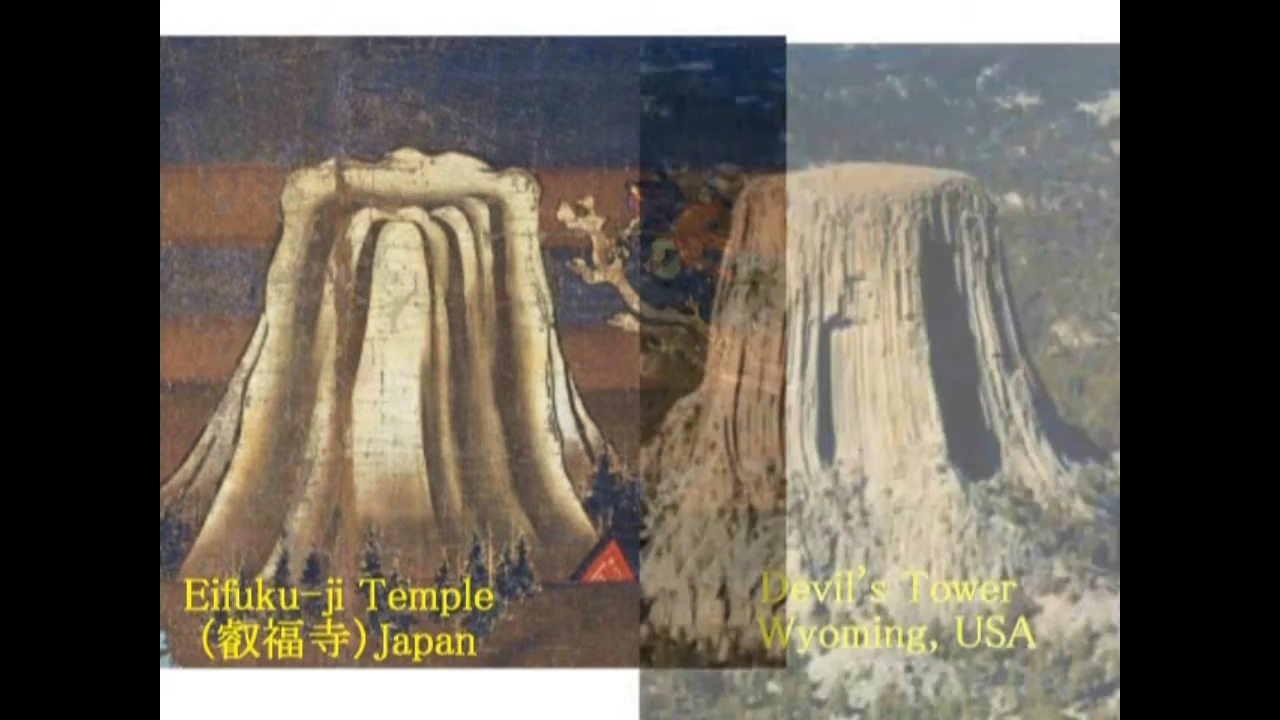 Eifuku-ji Temple
(叡福寺)Japan
Devil's Tower
Wyoming, USA